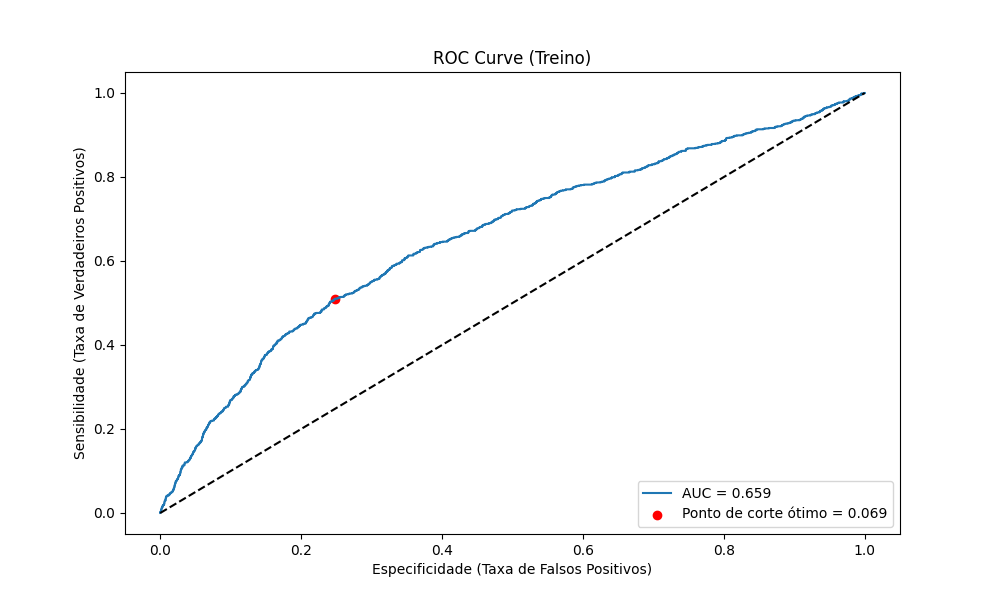 ROC Curve (Treino)
1.0
0.8
0.6
0.4
0.2
0.0
Sensibilidade (Taxa de Verdadeiros Positivos)
AUC = 0.659
Ponto de corte ótimo = 0.069
0.0 0.2 0.4 0.6 0.8 1.0
Especificidade (Taxa de Falsos Positivos)